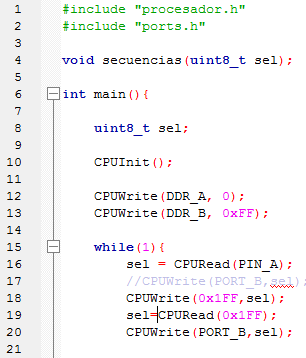 1 #include "procesador.h"
2 #include "ports.h"
3
4 void secuencias(uint8_t sel);
5
6 int main(){
7
8 uint8_t sel;
9
10 CPUInit();
11
12 CPUWrite(DDR_A, 0);
13 CPUWrite(DDR_B, 0xFF);
14
15 while(1){
16 sel = CPURead(PIN_A);
17 //CPUWrite(PORT_B,sel);
18 CPUWrite(0x1FF,sel);
19 sel=CPURead(0x1FF);
20 CPUWrite(PORT_B,sel);
21